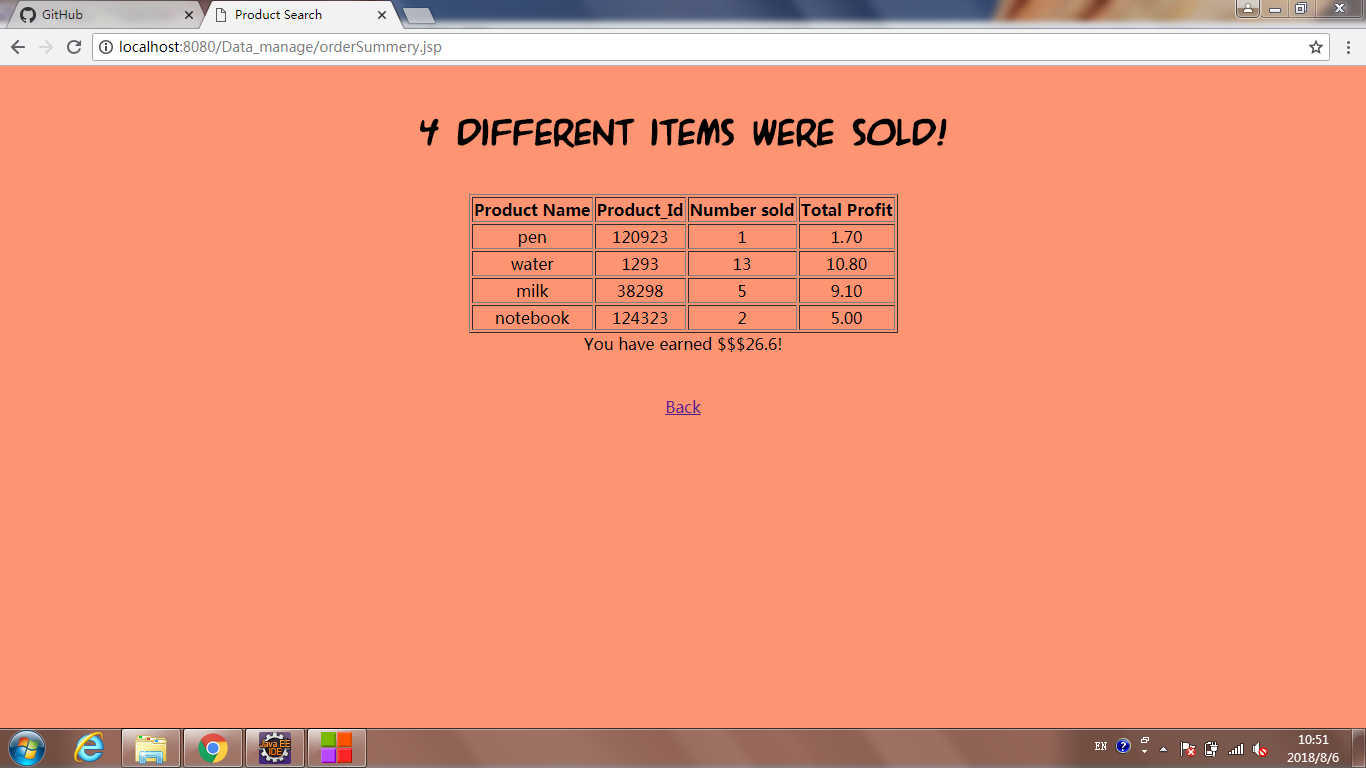 GitHub
Product Search
localhost:8080/Data_manage/orderSummery.jsp
4 DIFFERENT ITEMS WERE SOLD!
Product Name Product_Id Number sold Total Profit
pen 120923 1 1.70
water 1293 13 10.80
milk 38298 5 9.10
notebook 124323 2 5.00
You have earned $$$26.6!
Back
Java EE
IDE
EN
10:51
2018/8/6